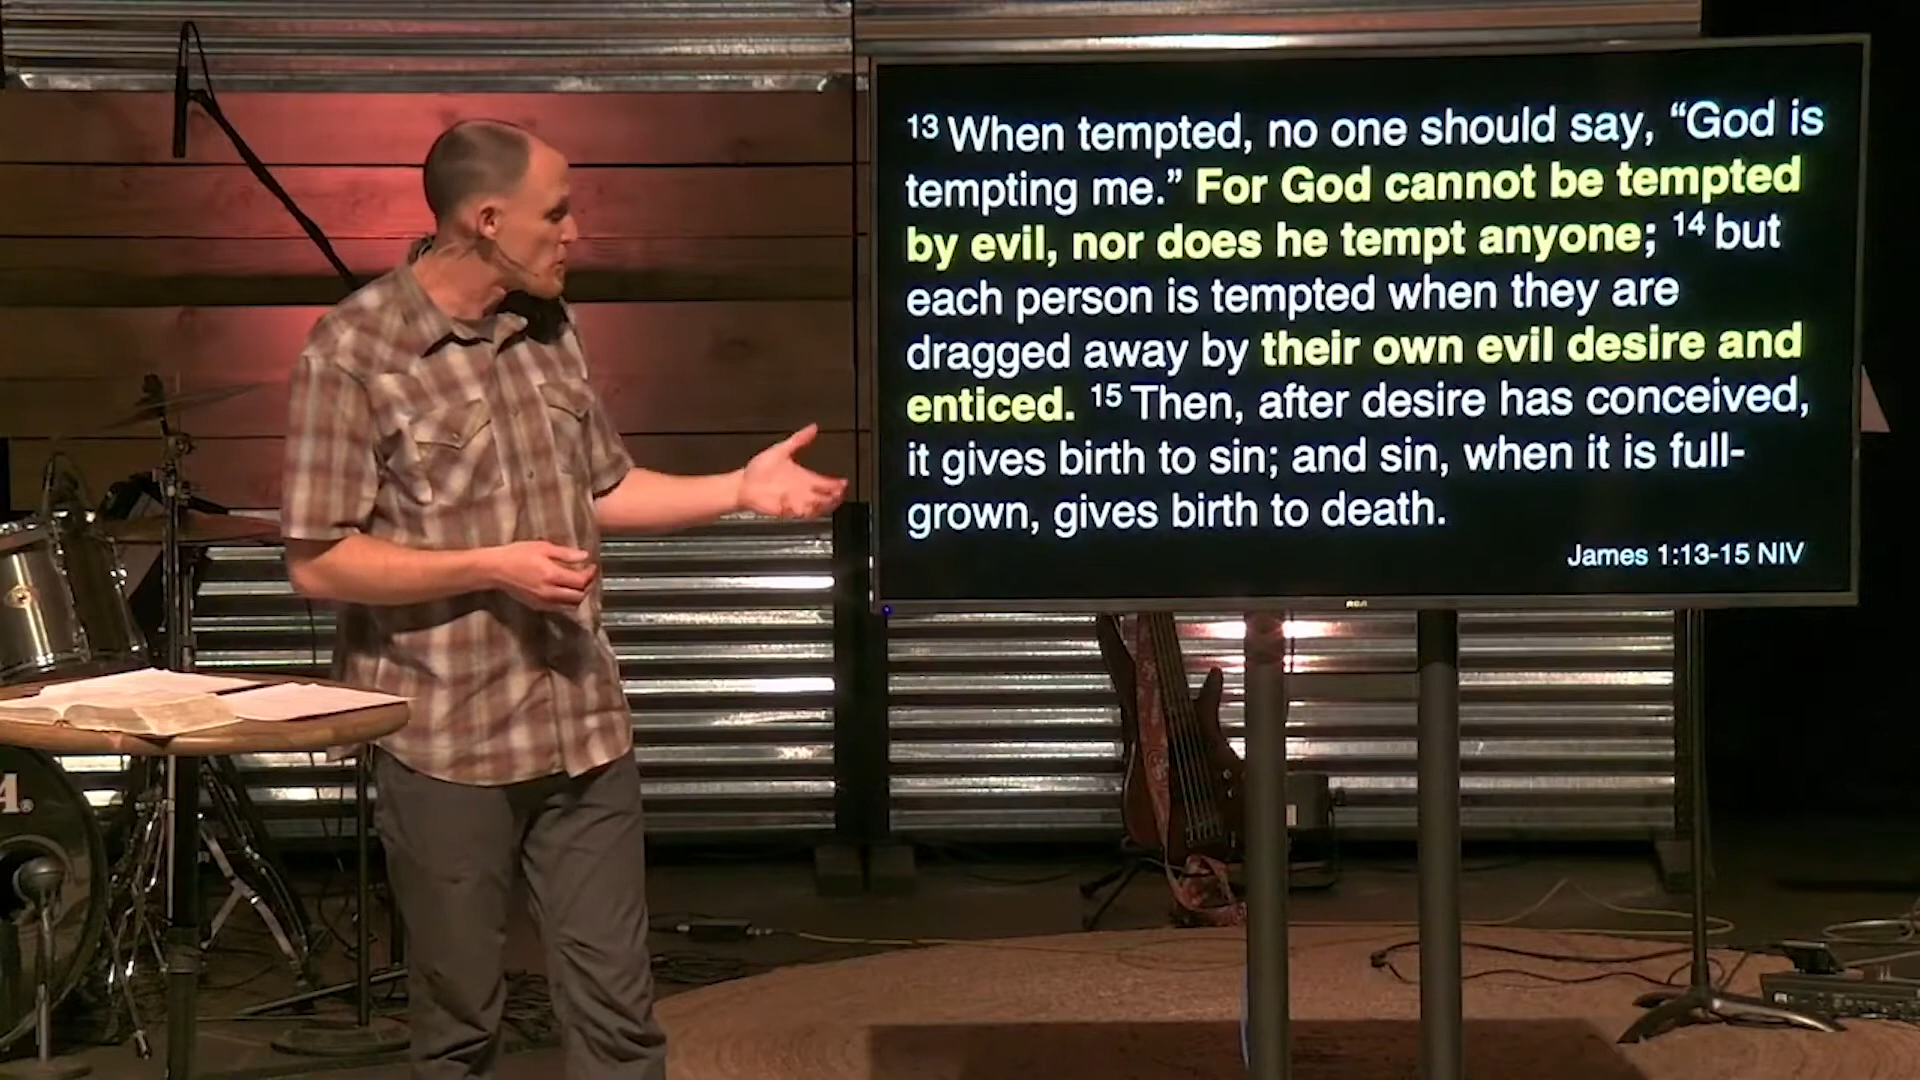 13 When tempted, no one should say, “God is
tempting me.” For God cannot be tempted
by evil, nor does he tempt anyone; 14 but
each person is tempted when they are
dragged away by their own evil desire and
enticed. 15 Then, after desire has conceived,
it gives birth to sin; and sin, when it is full-
grown, gives birth to death.
James 1:13-15 NIV
RCA
A®